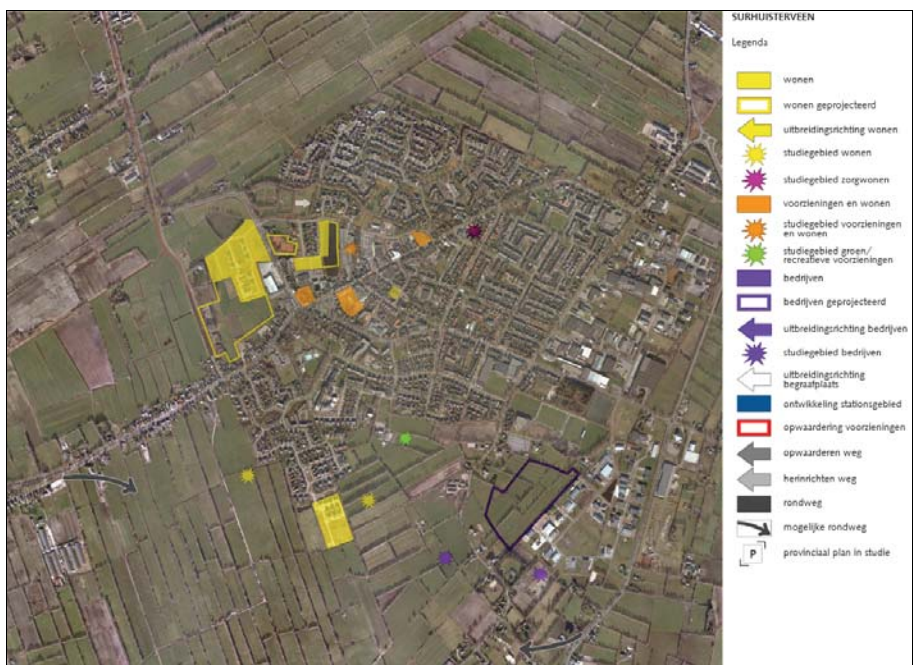 SURHUISTERVEEN
Legenda
wonen
wonen geprojecteerd
uitbreidingsrichting wonen
studiegebied wonen
studiegebied zorgwonen
voorzieningen en wonen
studiegebied voorzieningen
en wonen
studiegebied groen/
recreatieve voorzieningen
bedrijven
bedrijven geprojecteerd
uitbreidingsrichting bedrijven
studiegebied bedrijven
uitbreidingsrichting
begraafplaats
ontwikkeling stationsgebied
opwaardering voorzieningen
opwaarderen weg
herinrichten weg
rondweg
mogelijke rondweg
P
provinciaal plan in studie